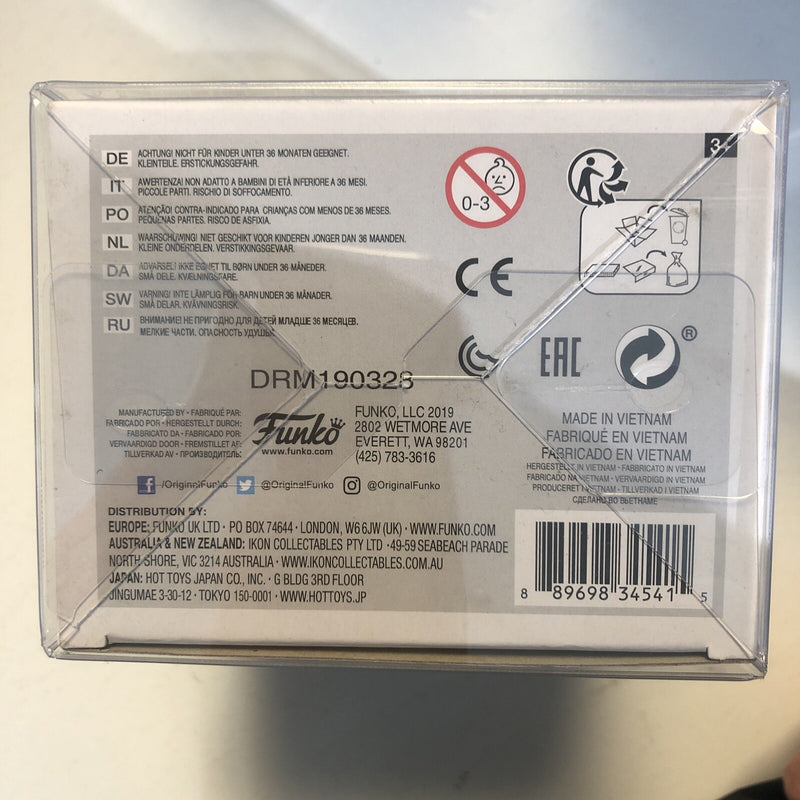 3+
DE ACHTUNG! NICHT FÜR KINDER UNTER 36 MONATEN GEEIGNET.
KLEINTEILE. ERSTICKUNGSGEFAHR.
IT AVVERTENZA! NON ADATTO A BAMBINI DI ETÀ INFERIORE A 36 MESI.
PICCOLE PARTI. RISCHIO DI SOFFOCAMENTO.
PO ATENÇÃO! CONTRA-INDICADO PARA CRIANÇAS COM MENOS DE 36 MESES.
PEQUENAS PARTES. RISCO DE ASFIXIA.
NL WAARSCHUWING! NIET GESCHIKT VOOR KINDEREN JONGER DAN 36 MAANDEN.
KLEINE ONDERDELEN. VERSTIKKINGSGEVAAR.
DA ADVARSEL! IKKE EGNET TIL BØRN UNDER 36 MÅNEDER.
SMÅ DELE. KVÆLNINGSFARE.
SW VARNING! INTE LÄMPLIG FÖR BARN UNDER 36 MÅNADER.
SMÅ DELAR. KVÄVNINGSRISK.
RU ВНИМАНИЕ! НЕ ПРИГОДНО ДЛЯ ДЕТЕЙ МЛАДШЕ 36 МЕСЯЦЕВ.
МЕЛКИЕ ЧАСТИ. ОПАСНОСТЬ УДУШЬЯ
0-3
CE
EAC
®
DRM190328
MANUFACTURED BY • FABRIQUÉ PAR:
FABRICADO POR • HERGESTELLT DURCH:
FABBRICATO DA • FABRICADO POR:
VERVAARDIGD DOOR • FREMSTILLET AF:
TILLVERKAD AV • ПРОИЗВОДИТЕЛЬ:
Funko
www.funko.com
FUNKO, LLC 2019
2802 WETMORE AVE
EVERETT, WA 98201
(425) 783-3616
/OriginalFunko @OriginalFunko @OriginalFunko
MADE IN VIETNAM
FABRIQUÉ EN VIETNAM
FABRICADO EN VIETNAM
HERGESTELLT IN VIETNAM • FABBRICATO IN VIETNAM
FABRICADO NA VIETNAM • VERVAARDIGD IN VIETNAM
PRODUCERET I VIETNAM • TILLVERKAD I VIETNAM
СДЕЛАНО ВО ВЬЕТНАМЕ
DISTRIBUTION BY:
EUROPE: FUNKO UK LTD • PO BOX 74644 • LONDON, W6 6JW (UK) • WWW.FUNKO.COM
AUSTRALIA & NEW ZEALAND: IKON COLLECTABLES PTY LTD • 49-59 SEABEACH PARADE
NORTH SHORE, VIC 3214 AUSTRALIA • WWW.IKONCOLLECTABLES.COM.AU
JAPAN: HOT TOYS JAPAN CO., INC. • G BLDG 3RD FLOOR
JINGUMAE 3-30-12 • TOKYO 150-0001 • WWW.HOTTOYS.JP
8 89698 34541 5